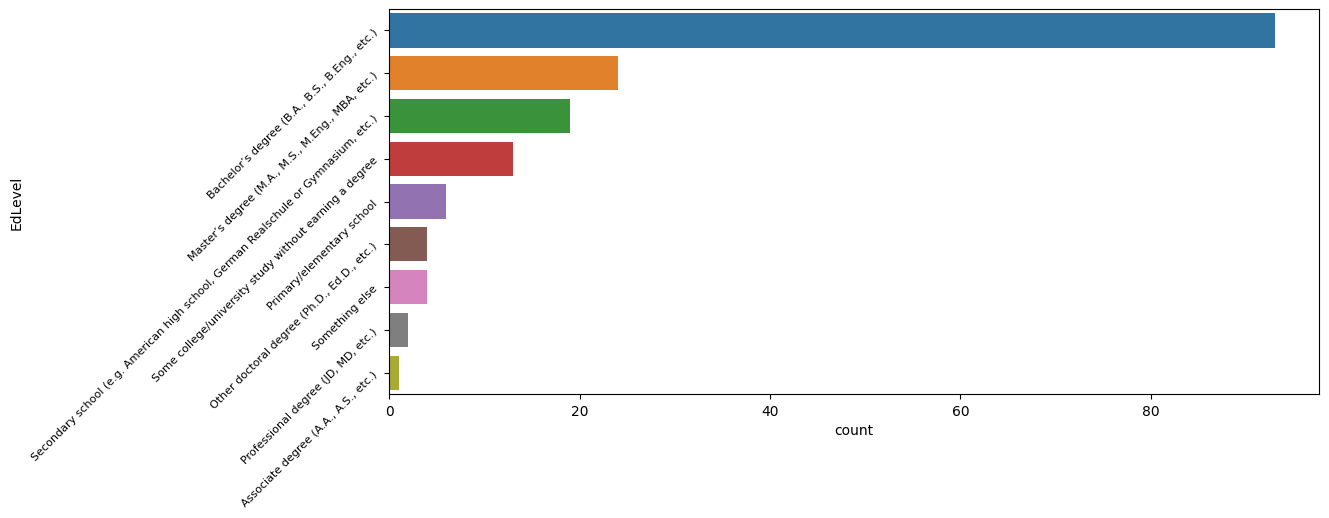 EdLevel
Bachelor’s degree (B.A., B.S., B.Eng., etc.)
Master’s degree (M.A., M.S., M.Eng., MBA, etc.)
Secondary school (e.g. American high school, German Realschule or Gymnasium, etc.)
Some college/university study without earning a degree
Primary/elementary school
Other doctoral degree (Ph.D., Ed.D., etc.)
Something else
Professional degree (JD, MD, etc.)
Associate degree (A.A., A.S., etc.)
0 20 40 60 80
count